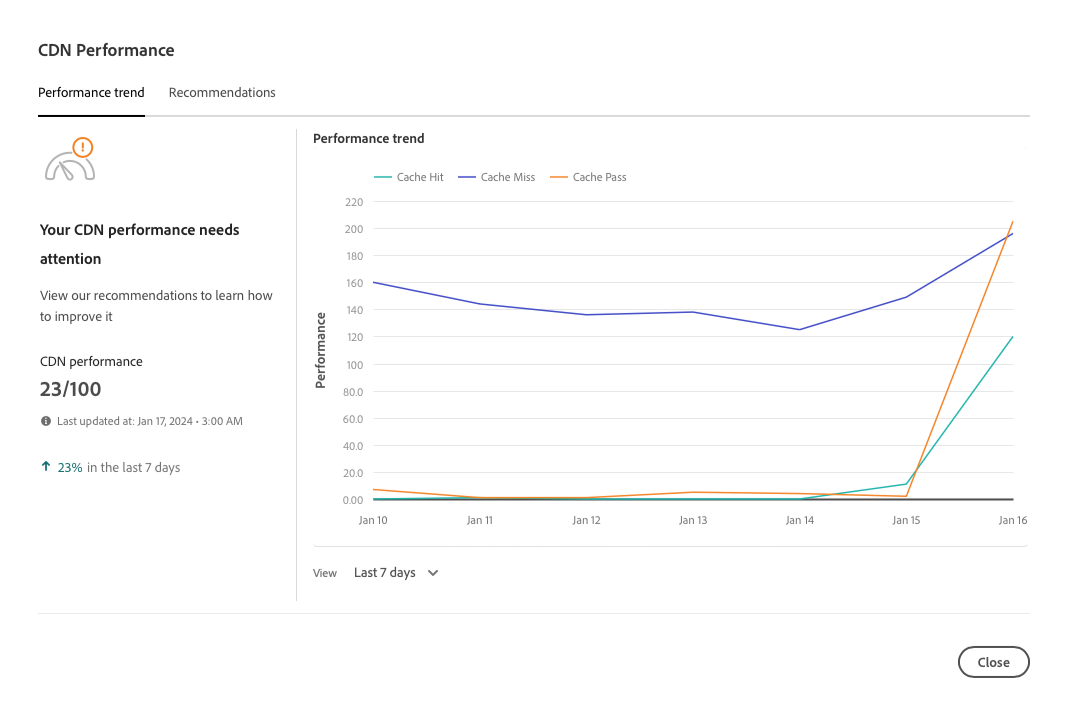 CDN Performance
Performance trend
Recommendations
Your CDN performance needs
attention
View our recommendations to learn how
to improve it
CDN performance
23/100
Last updated at: Jan 17, 2024 • 3:00 AM
23% in the last 7 days
Performance trend
Cache Hit
Cache Miss
Cache Pass
Performance
220
200
180
160
140
120
100
80.0
60.0
40.0
20.0
0.00
Jan 10
Jan 11
Jan 12
Jan 13
Jan 14
Jan 15
Jan 16
View
Last 7 days
Close